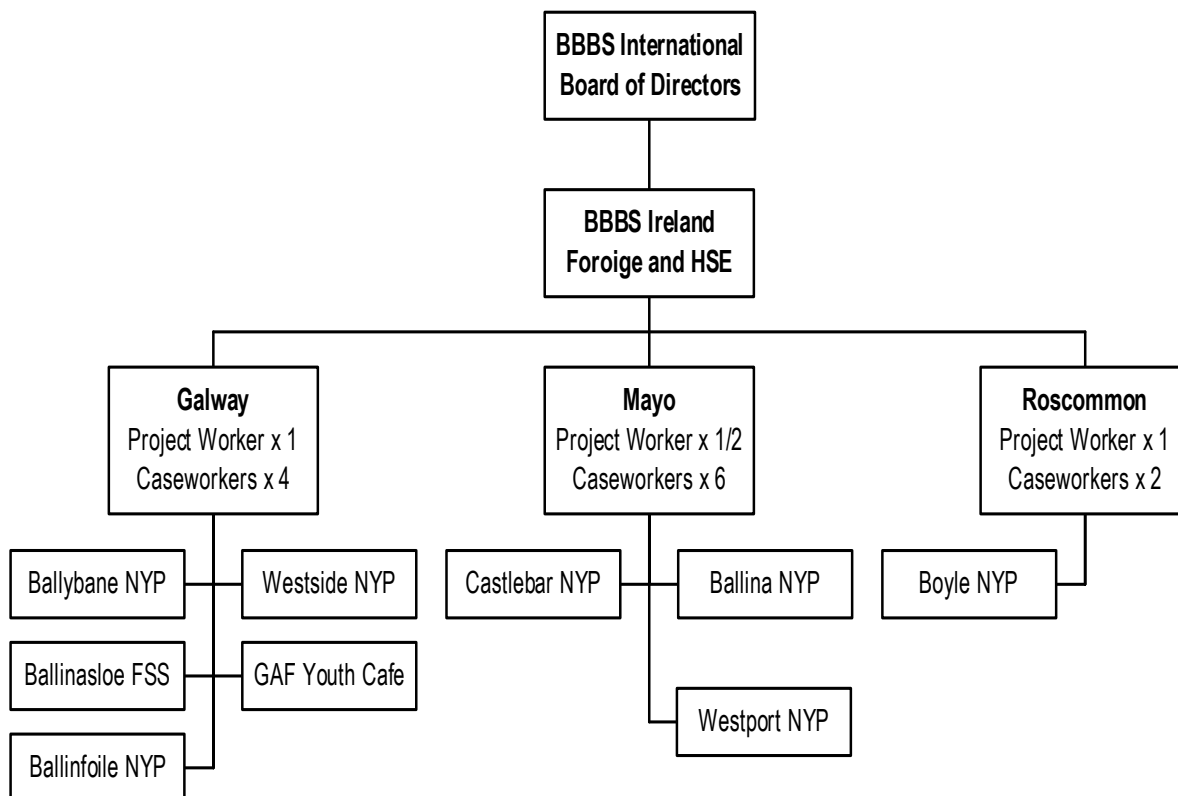 BBBS International
Board of Directors
BBBS Ireland
Foroige and HSE
Galway
Project Worker x 1
Caseworkers x 4
Mayo
Project Worker x 1/2
Caseworkers x 6
Roscommon
Project Worker x 1
Caseworkers x 2
Ballybane NYP
Westside NYP
Ballinasloe FSS
GAF Youth Cafe
Ballinfoile NYP
Castlebar NYP
Ballina NYP
Westport NYP
Boyle NYP